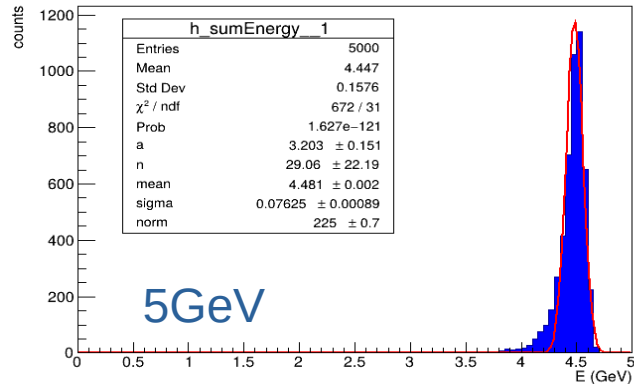 counts
1200
1000
800
600
400
200
0
h_sumEnergy__1
Entries 5000
Mean 4.447
Std Dev 0.1576
χ² / ndf 672 / 31
Prob 1.627e−121
a 3.203 ± 0.151
n 29.06 ± 22.19
mean 4.481 ± 0.002
sigma 0.07625 ± 0.00089
norm 225 ± 0.7
5GeV
0 0.5 1 1.5 2 2.5 3 3.5 4 4.5 5
E (GeV)